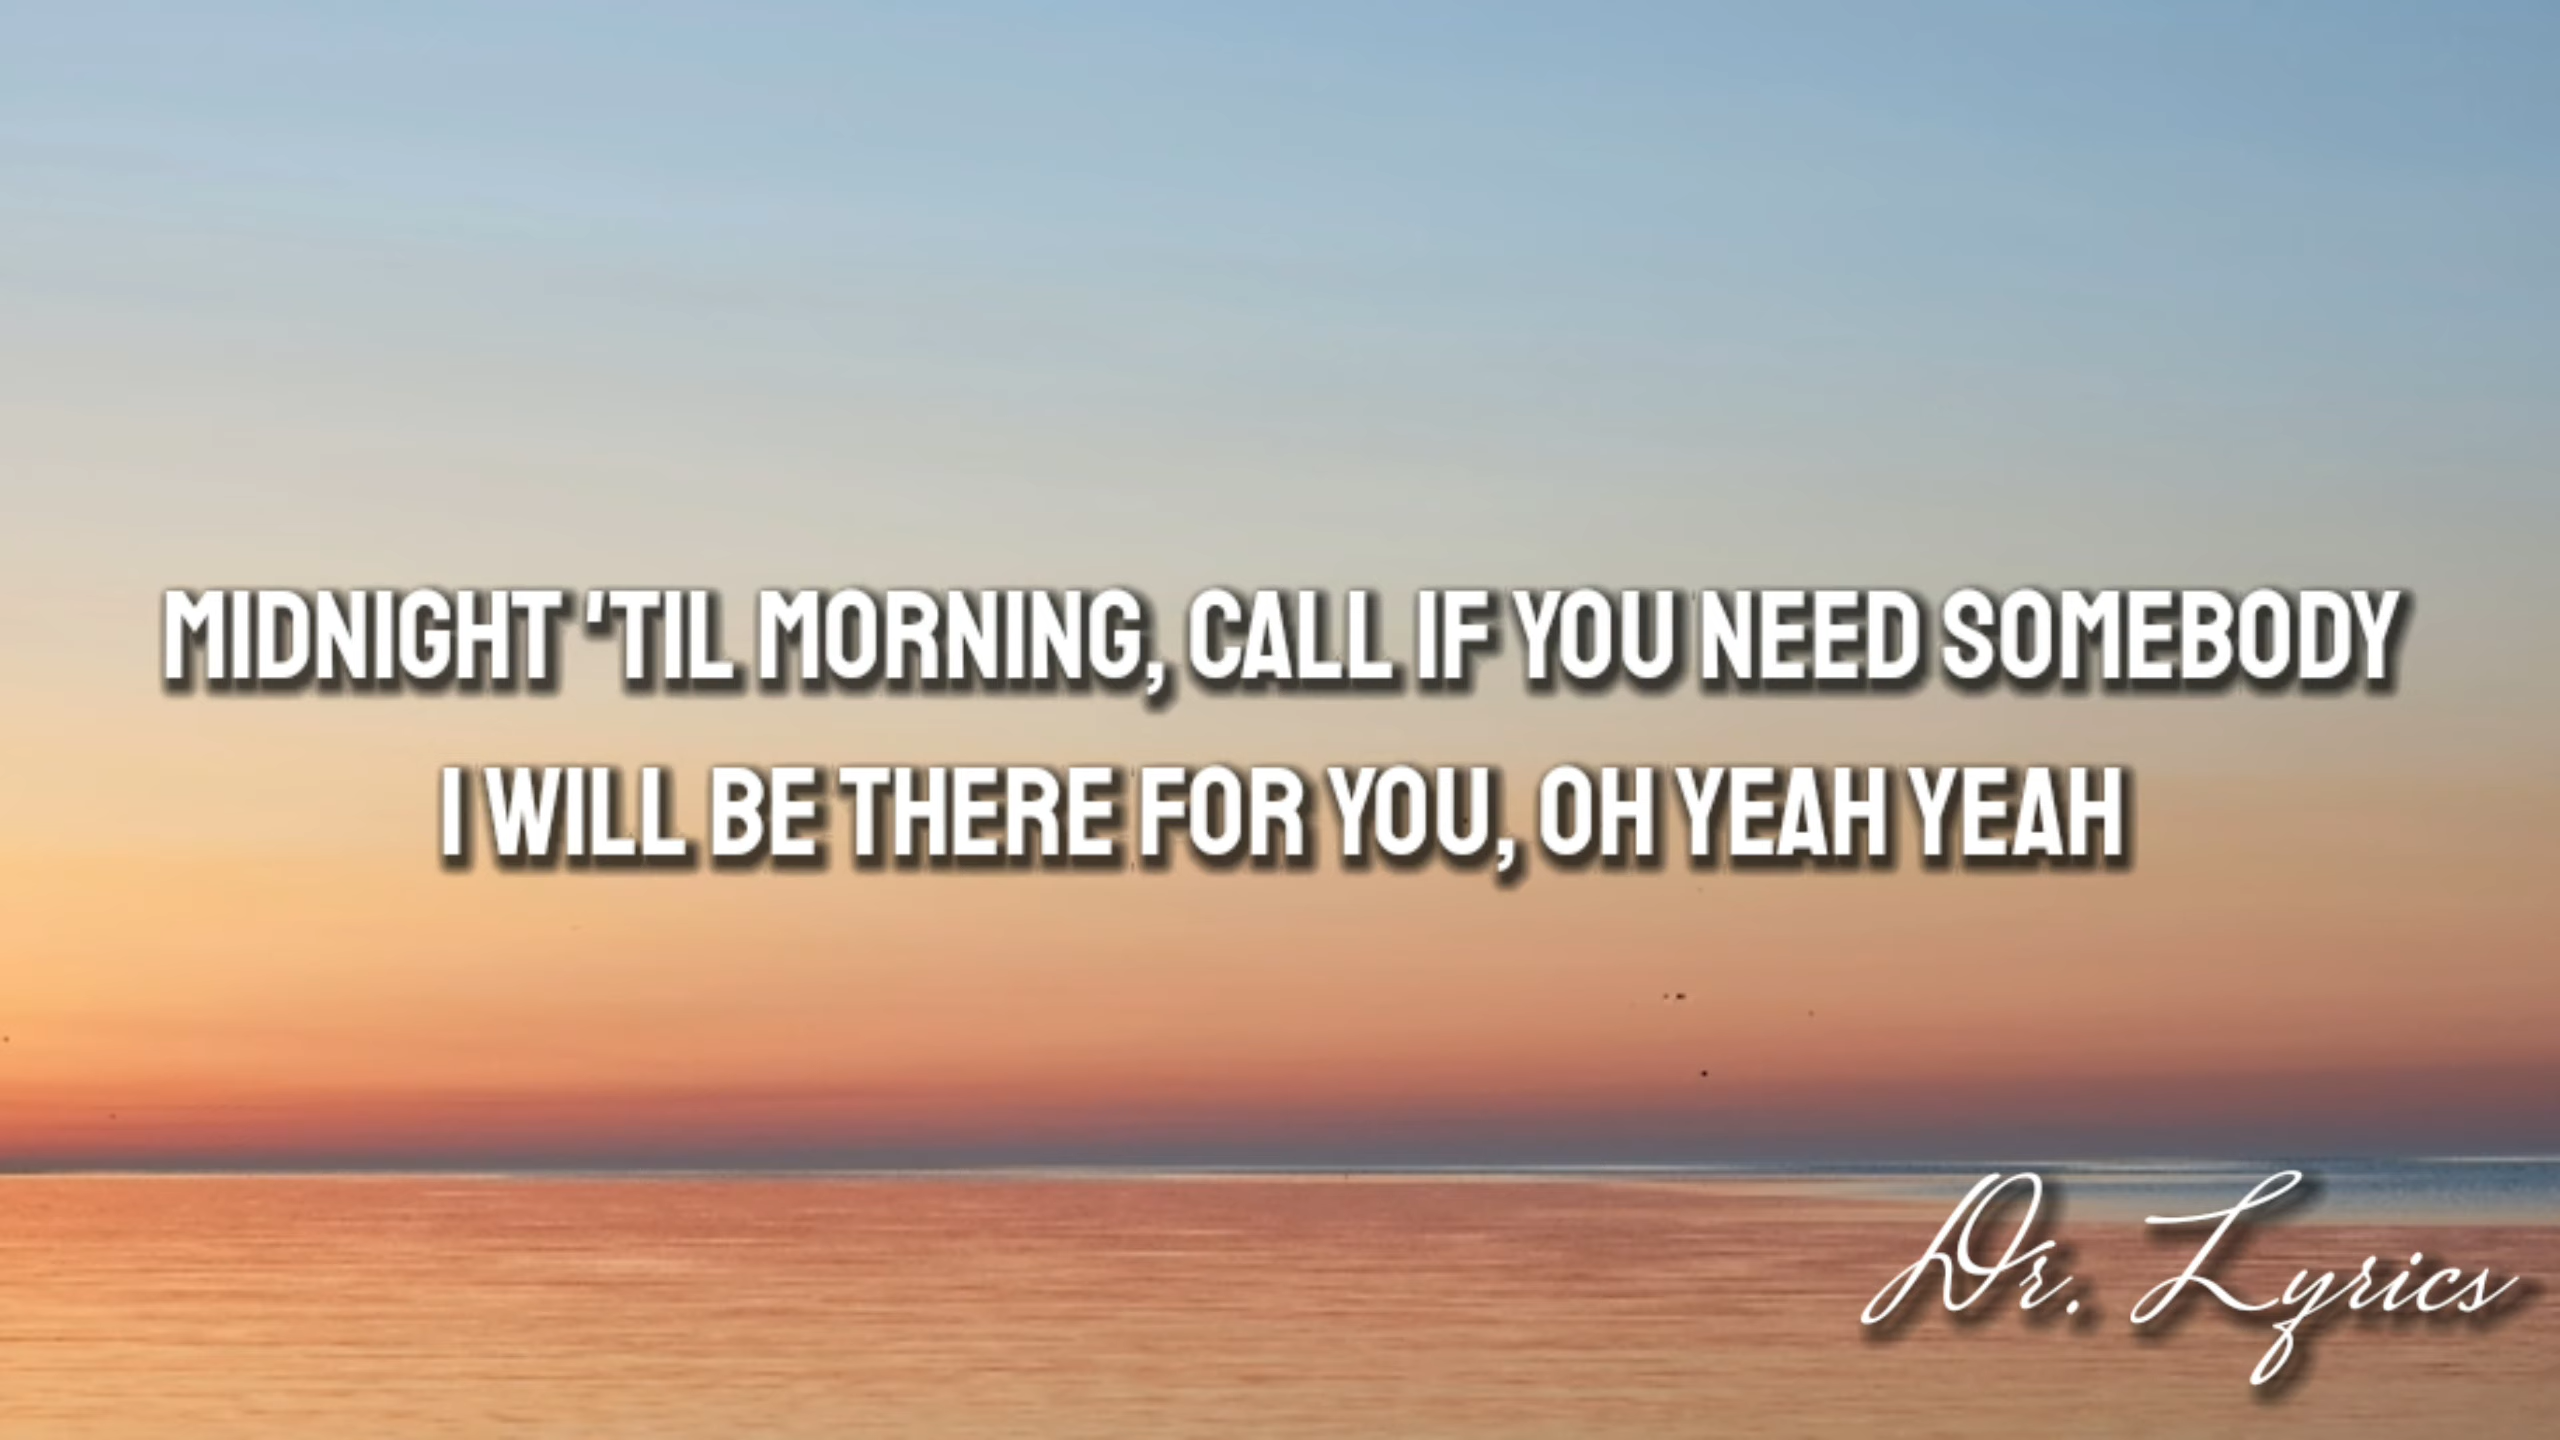 MIDNIGHT 'TIL MORNING, CALL IF YOU NEED SOMEBODY
I WILL BE THERE FOR YOU, OH YEAH YEAH
Dr. Lyrics